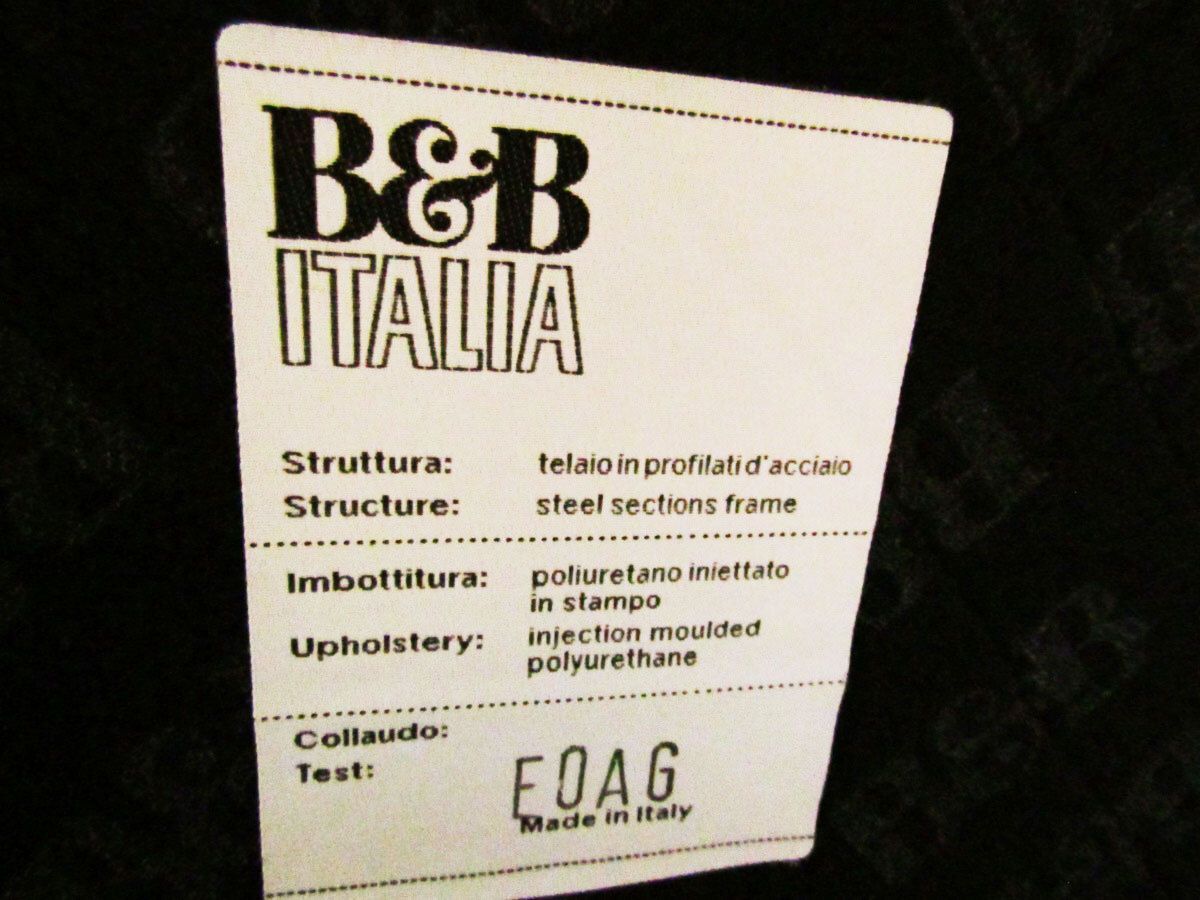 B&B
ITALIA
Struttura: telaio in profilati d'acciaio
Structure: steel sections frame
Imbottitura: poliuretano iniettato
in stampo
Upholstery: injection moulded
polyurethane
Collaudo:
Test: EOAG
Made in Italy